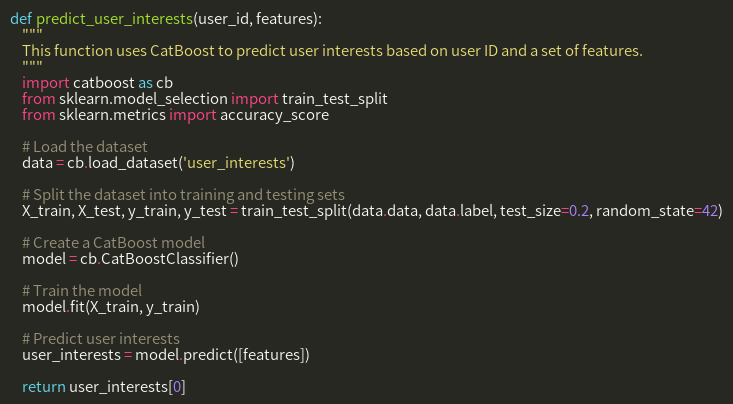 def predict_user_interests(user_id, features):
"""
This function uses CatBoost to predict user interests based on user ID and a set of features.
"""
import catboost as cb
from sklearn.model_selection import train_test_split
from sklearn.metrics import accuracy_score
# Load the dataset
data = cb.load_dataset('user_interests')
# Split the dataset into training and testing sets
X_train, X_test, y_train, y_test = train_test_split(data.data, data.label, test_size=0.2, random_state=42)
# Create a CatBoost model
model = cb.CatBoostClassifier()
# Train the model
model.fit(X_train, y_train)
# Predict user interests
user_interests = model.predict([features])
return user_interests[0]